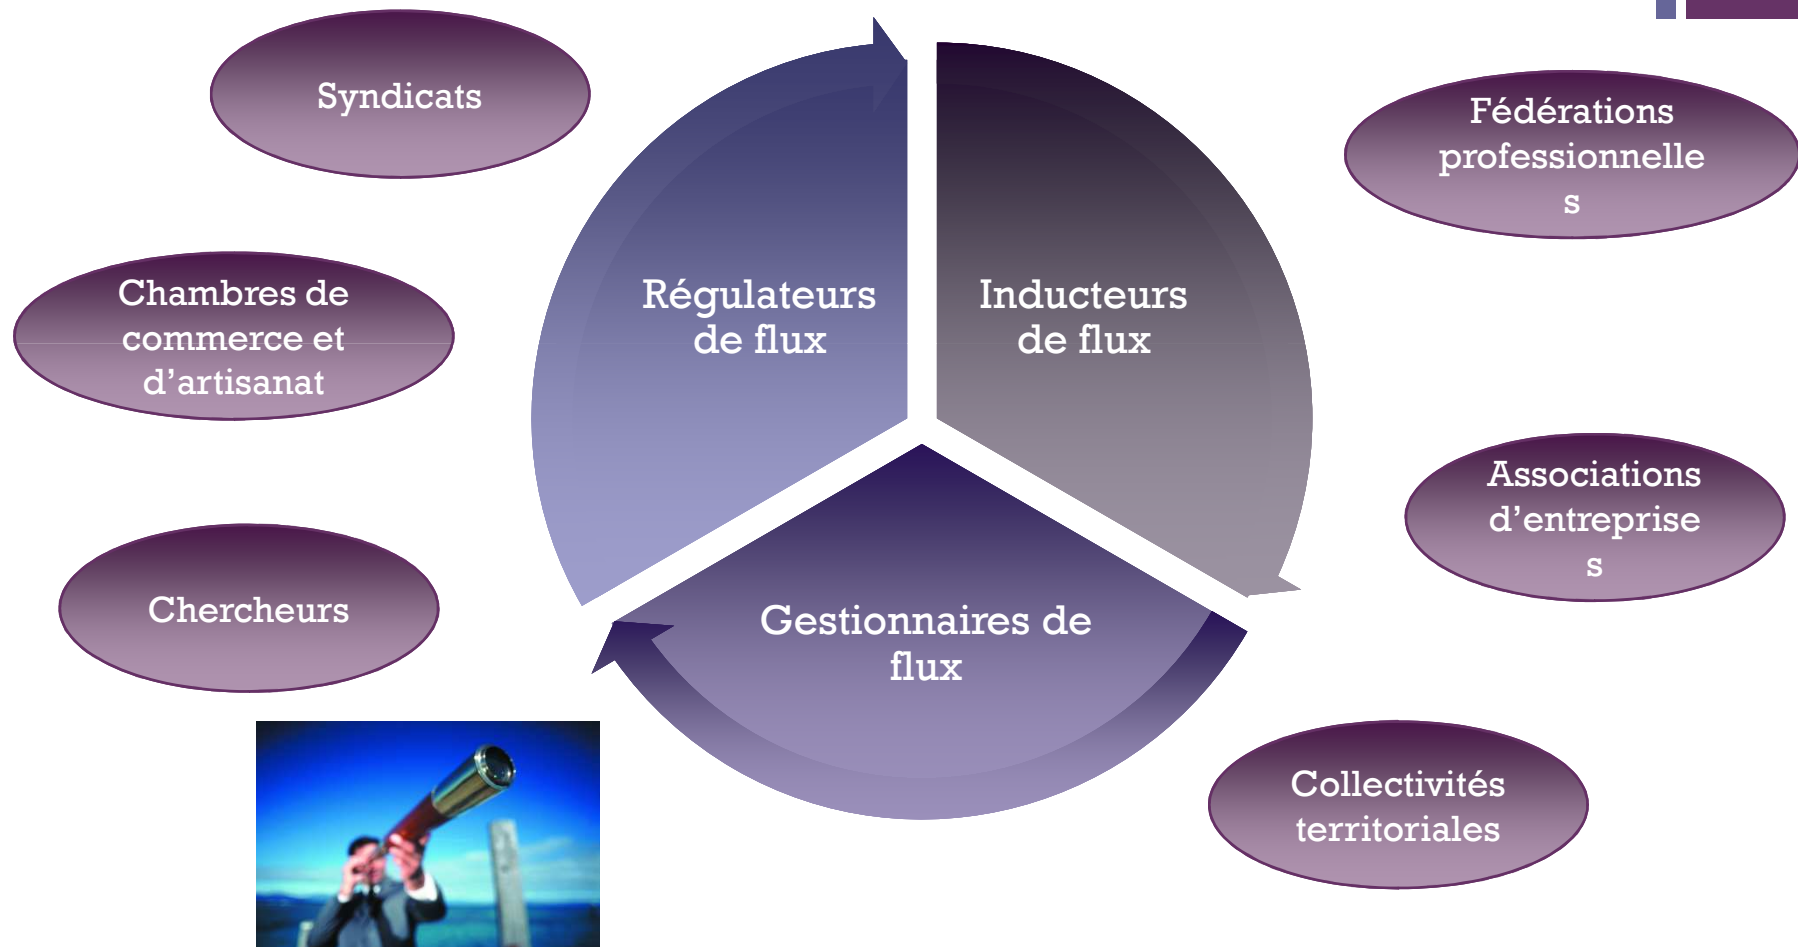 Syndicats
Fédérations
professionnelle
s
Régulateurs
de flux
Inducteurs
de flux
Chambres de
commerce et
d’artisanat
Associations
d’entreprise
s
Chercheurs
Gestionnaires de
flux
Collectivités
territoriales